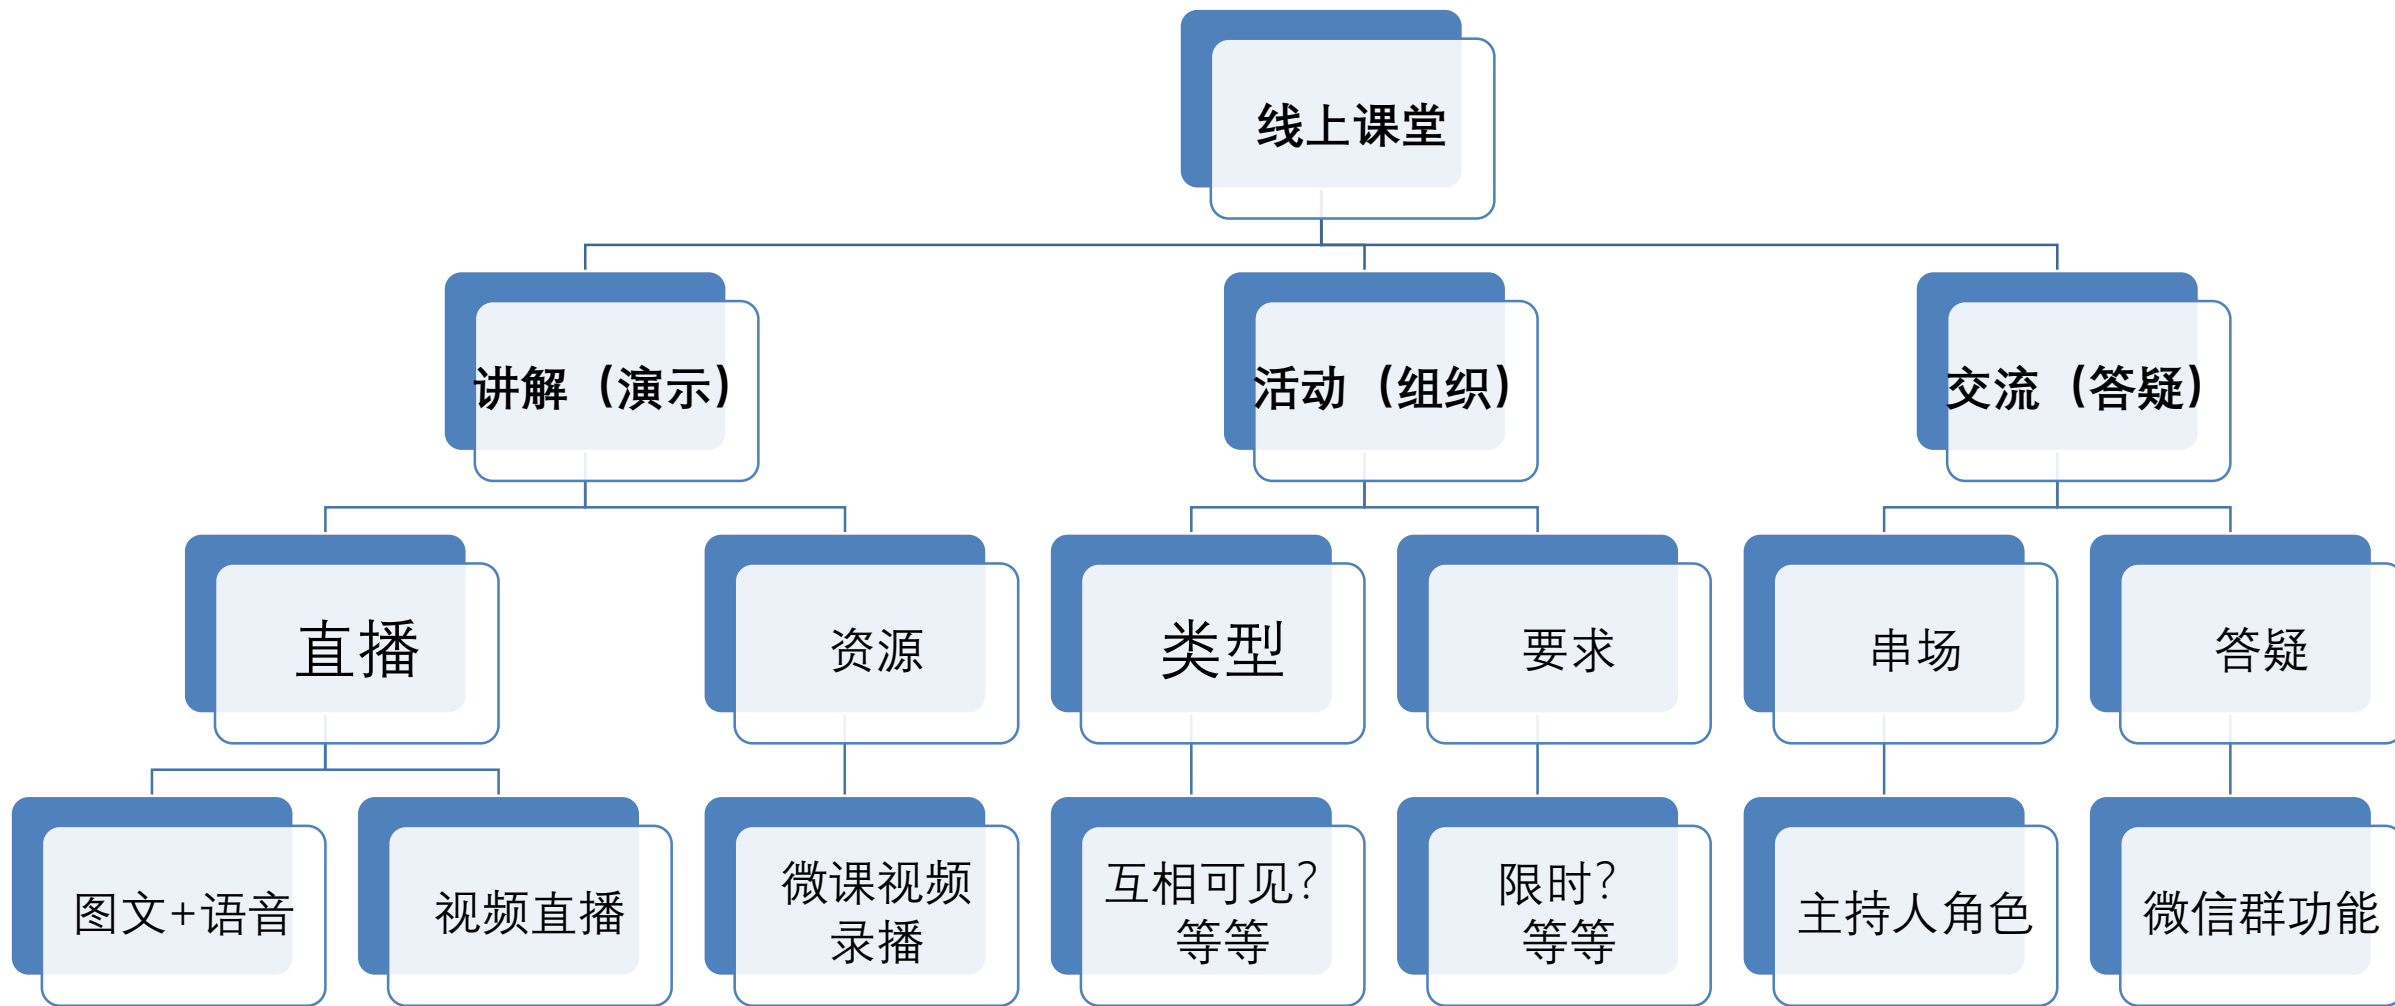 线上课堂
讲解（演示）
活动（组织）
交流（答疑）
直播
资源
类型
要求
串场
答疑
图文+语音
视频直播
微课视频
录播
互相可见？
等等
限时？
等等
主持人角色
微信群功能